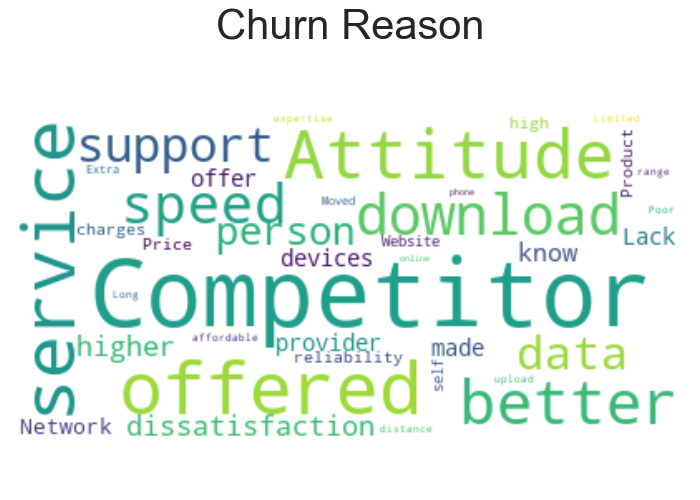 Churn Reason
expertise
high
Limited
support
Attitude
Product
service
Extra
offer
range
speed
Moved
phone
download
Poor
charges
person
Lack
Price
Website
know
devices
online
Competitor
Long
affordable
higher
provider
made
data
reliability
self
offered
upload
better
Network
dissatisfaction
distance